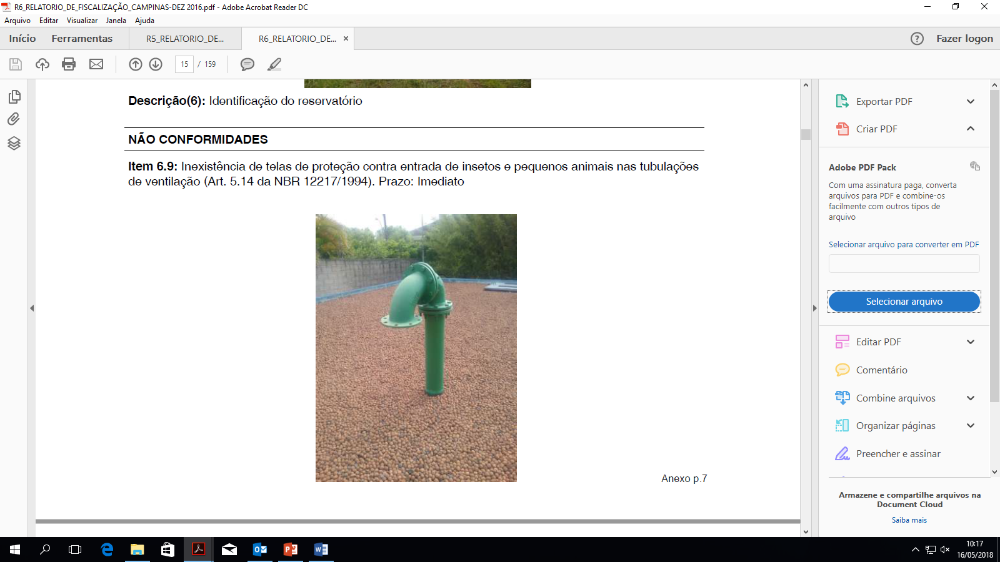 R6_RELATORIO_DE_FISCALIZAÇÃO_CAMPINAS-DEZ 2016.pdf - Adobe Acrobat Reader DC
Arquivo Editar Visualizar Janela Ajuda
Início Ferramentas R5_RELATORIO_DE... R6_RELATORIO_DE... Fazer logon
15 / 159
Descrição(6): Identificação do reservatório
NÃO CONFORMIDADES
Item 6.9: Inexistência de telas de proteção contra entrada de insetos e pequenos animais nas tubulações
de ventilação (Art. 5.14 da NBR 12217/1994). Prazo: Imediato
Anexo p.7
Exportar PDF
Criar PDF
Adobe PDF Pack
Com uma assinatura paga, converta
arquivos para PDF e combine-os
facilmente com outros tipos de
arquivo
Selecionar arquivo para converter em PDF
Selecionar arquivo
Editar PDF
Comentário
Combine arquivos
Organizar páginas
Preencher e assinar
Armazene e compartilhe arquivos na
Document Cloud
Saiba mais
10:17
16/05/2018